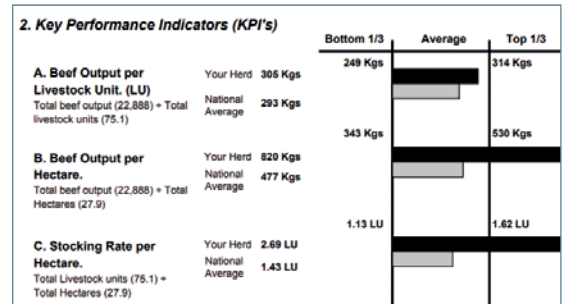 2. Key Performance Indicators (KPI's)
Bottom 1/3 Average Top 1/3
249 Kgs 314 Kgs
A. Beef Output per
Livestock Unit. (LU)
Total beef output (22,888) ÷ Total
livestock units (75.1)
Your Herd 305 Kgs
National
Average
293 Kgs
343 Kgs 530 Kgs
B. Beef Output per
Hectare.
Total beef output (22,888) ÷ Total
Hectares (27.9)
Your Herd 820 Kgs
National
Average
477 Kgs
1.13 LU 1.62 LU
C. Stocking Rate per
Hectare.
Total Livestock units (75.1) ÷
Total Hectares (27.9)
Your Herd 2.69 LU
National
Average
1.43 LU